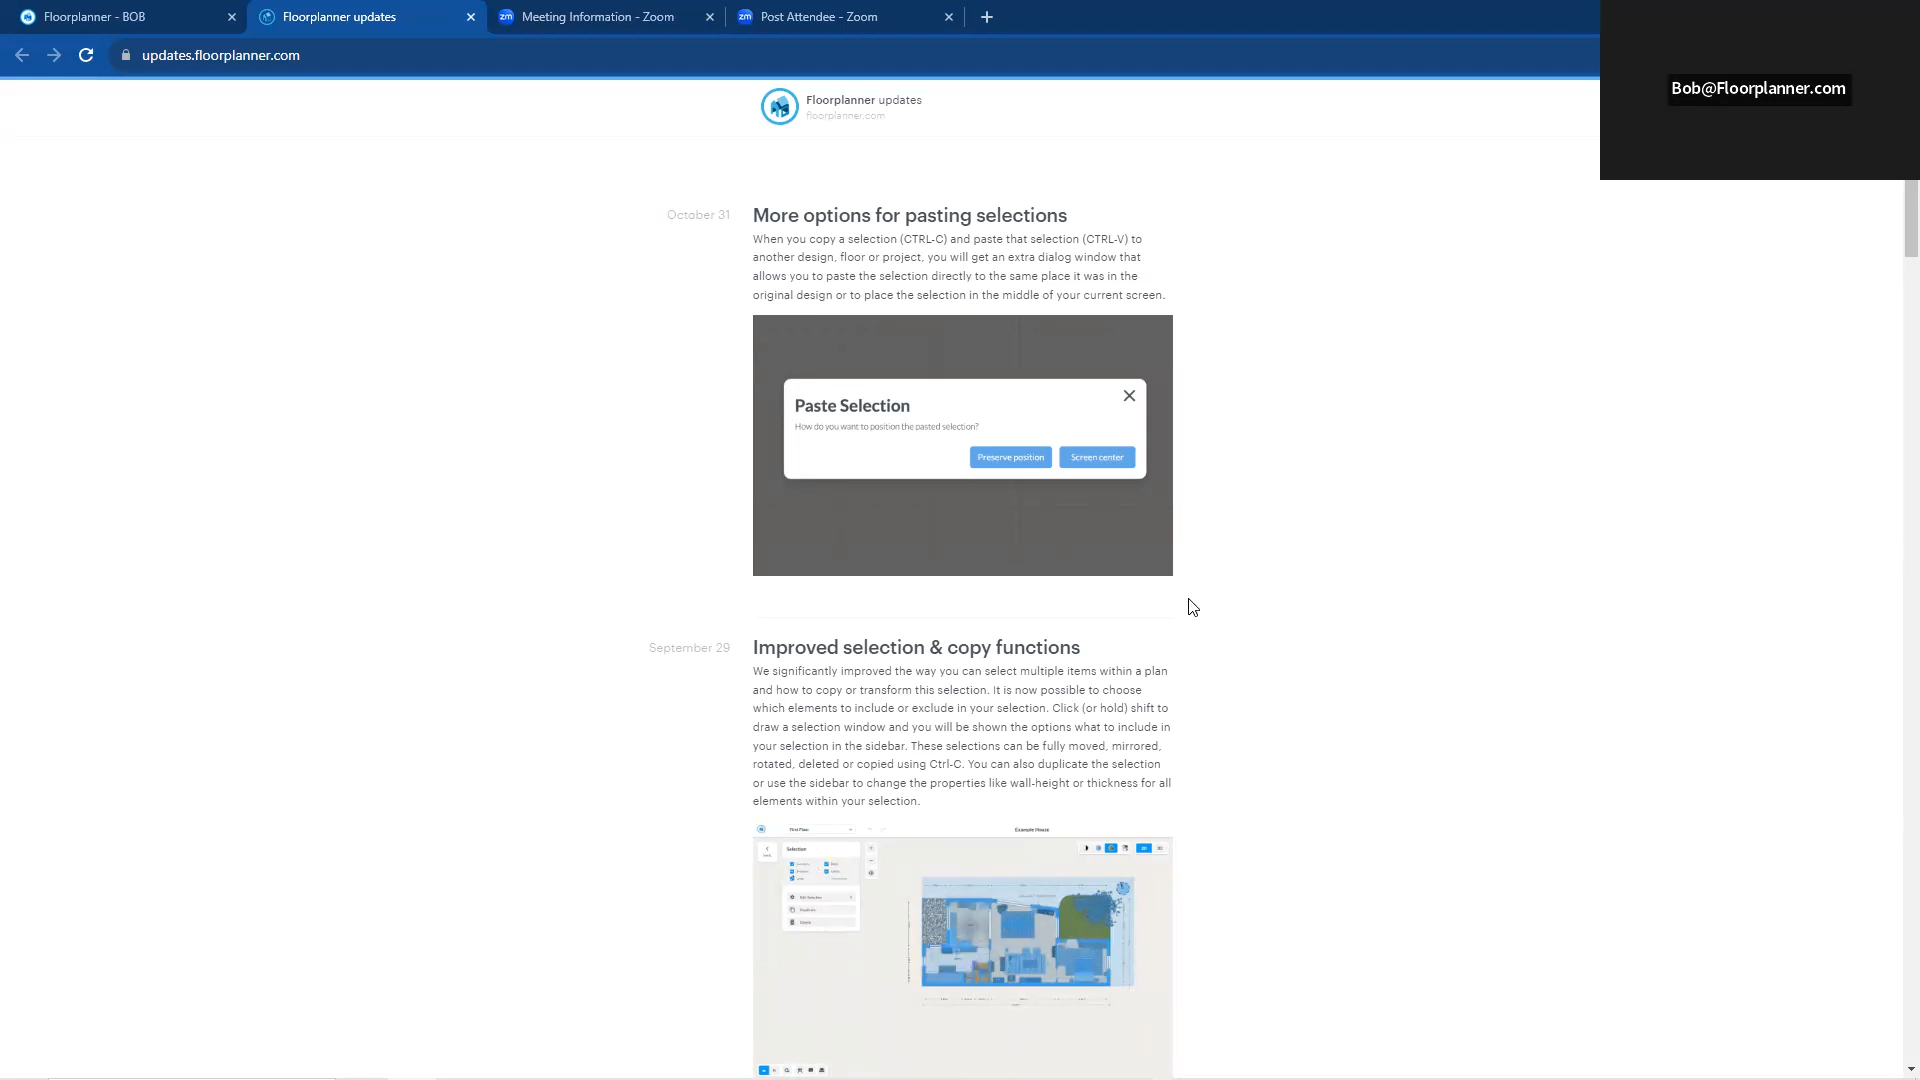 Floorplanner - BOB
Floorplanner updates
Meeting Information - Zoom
Post Attendee - Zoom
updates.floorplanner.com
Bob@Floorplanner.com
Floorplanner updates
floorplanner.com
October 31
More options for pasting selections
When you copy a selection (CTRL-C) and paste that selection (CTRL-V) to
another design, floor or project, you will get an extra dialog window that
allows you to paste the selection directly to the same place it was in the
original design or to place the selection in the middle of your current screen.
Paste Selection
How do you want to position the pasted selection?
Preserve position
Screen center
September 29
Improved selection & copy functions
We significantly improved the way you can select multiple items within a plan
and how to copy or transform this selection. It is now possible to choose
which elements to include or exclude in your selection. Click (or hold) shift to
draw a selection window and you will be shown the options what to include in
your selection in the sidebar. These selections can be fully moved, mirrored,
rotated, deleted or copied using Ctrl-C. You can also duplicate the selection
or use the sidebar to change the properties like wall-height or thickness for all
elements within your selection.
First Floor
Example House
Selection
Edit Selection
Duplicate
Delete